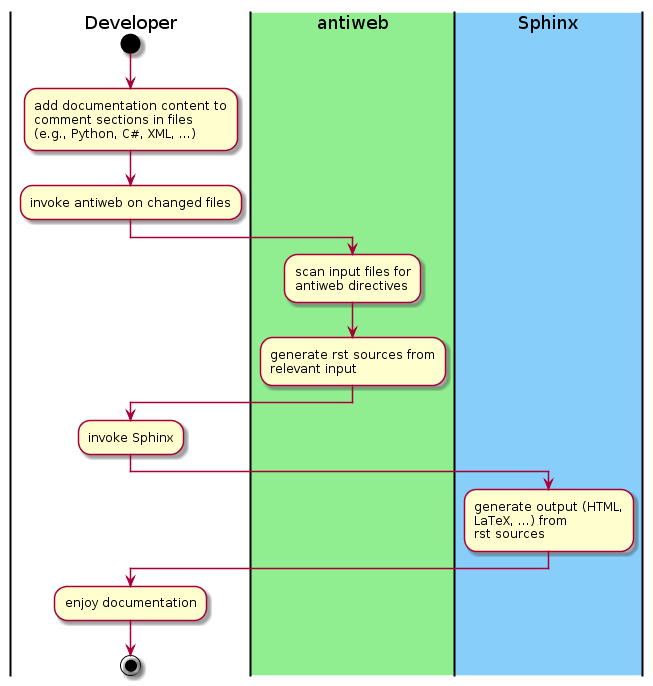 Developer
antiweb
Sphinx
add documentation content to
comment sections in files
(e.g., Python, C#, XML, ...)
invoke antiweb on changed files
scan input files for
antiweb directives
generate rst sources from
relevant input
invoke Sphinx
generate output (HTML,
LaTeX, ...) from
rst sources
enjoy documentation